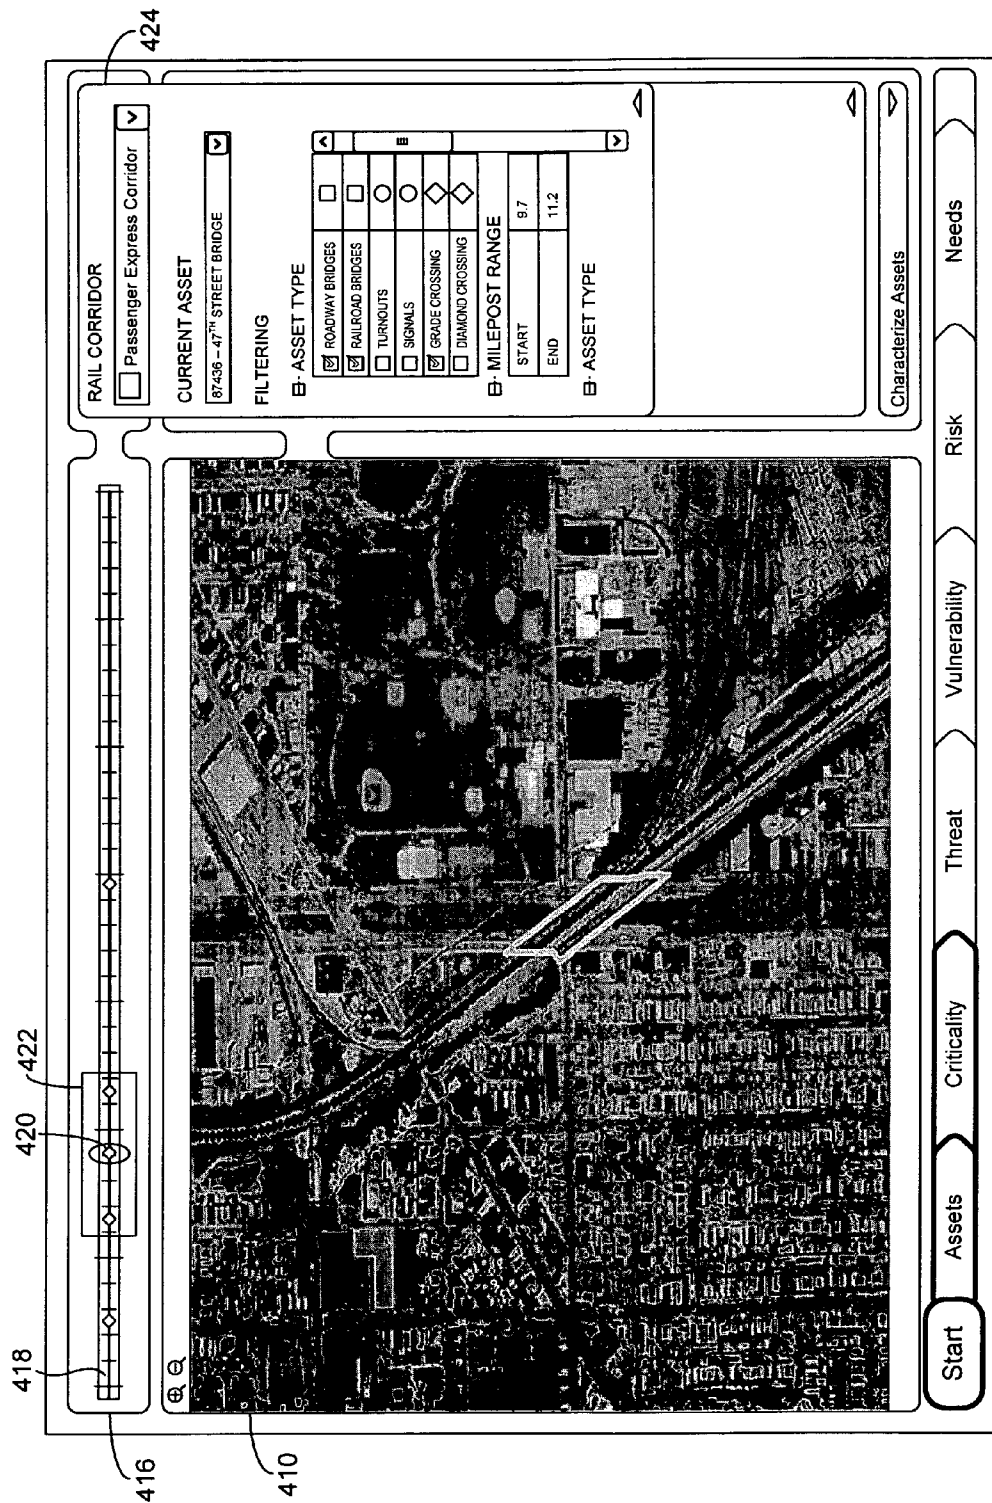 416
418
420
422
424
410
RAIL CORRIDOR
Passenger Express Corridor
CURRENT ASSET
87436 – 47TH STREET BRIDGE
FILTERING
ASSET TYPE
ROADWAY BRIDGES
RAILROAD BRIDGES
TURNOUTS
SIGNALS
GRADE CROSSING
DIAMOND CROSSING
MILEPOST RANGE
START 9.7
END 11.2
ASSET TYPE
Characterize Assets
Start
Assets
Criticality
Threat
Vulnerability
Risk
Needs